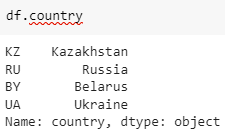 df.country
KZ    Kazakhstan
RU        Russia
BY       Belarus
UA       Ukraine
Name: country, dtype: object